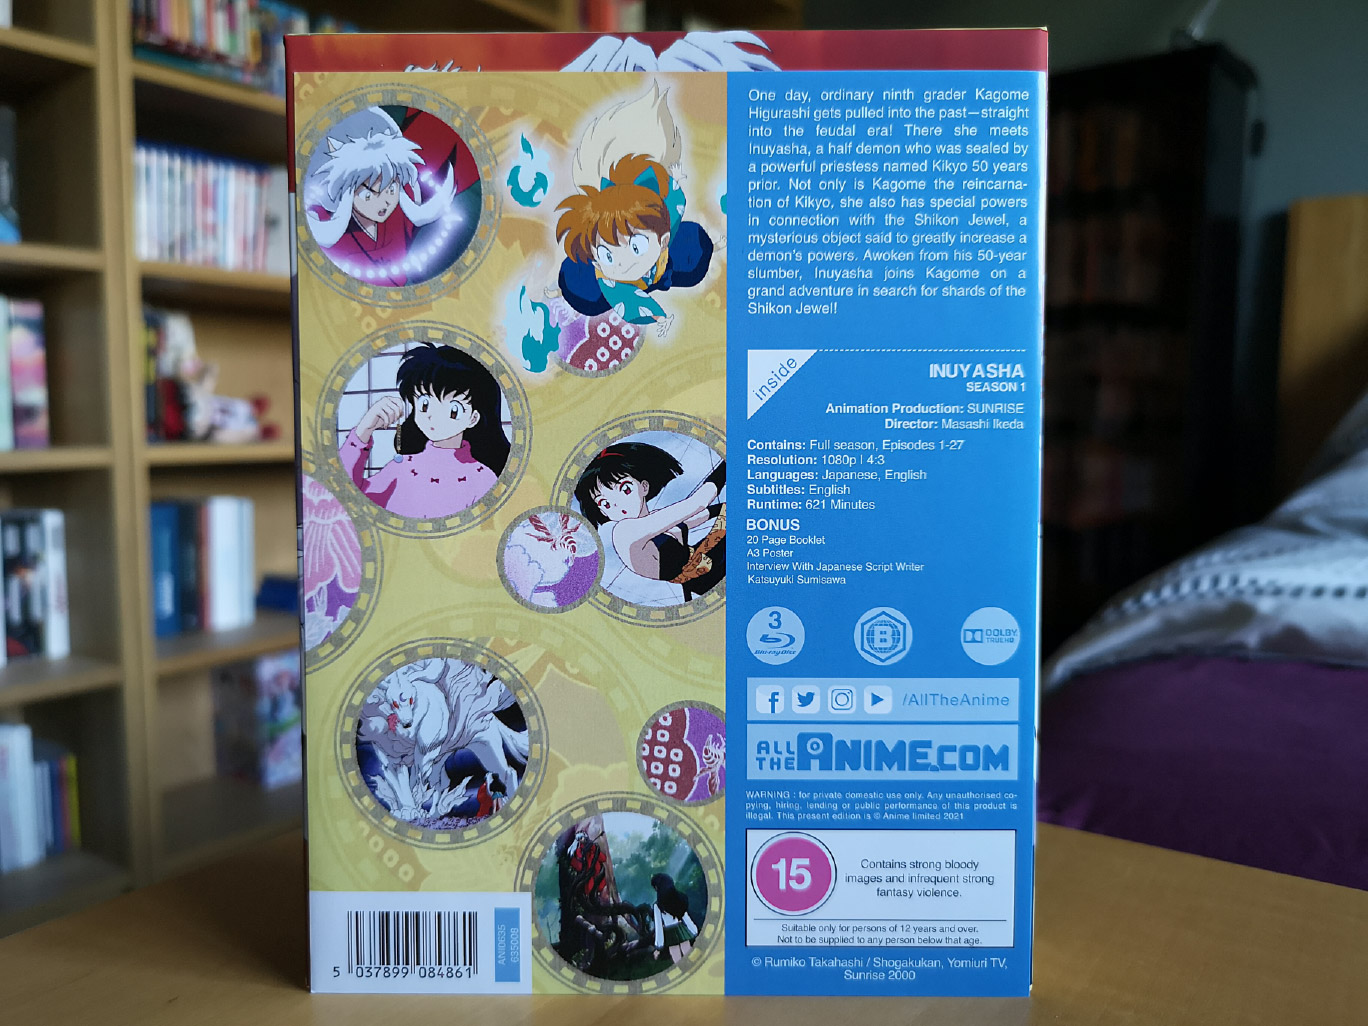 One day, ordinary ninth grader Kagome
Higurashi gets pulled into the past—straight
into the feudal era! There she meets
Inuyasha, a half demon who was sealed by
a powerful priestess named Kikyo 50 years
prior. Not only is Kagome the reincarna-
tion of Kikyo, she also has special powers
in connection with the Shikon Jewel, a
mysterious object said to greatly increase a
demon's powers. Awoken from his 50-year
slumber, Inuyasha joins Kagome on a
grand adventure in search for shards of the
Shikon Jewel!
inside
INUYASHA
SEASON 1
Animation Production: SUNRISE
Director: Masashi Ikeda
Contains: Full season, Episodes 1-27
Resolution: 1080p | 4:3
Languages: Japanese, English
Subtitles: English
Runtime: 621 Minutes
BONUS
20 Page Booklet
A3 Poster
Interview With Japanese Script Writer
Katsuyuki Sumisawa
3
Blu-ray Disc
B
DOLBY
TRUEHD
/AllTheAnime
ALL THE ANIME.COM
WARNING : for private domestic use only. Any unauthorised co-
pying, hiring, lending or public performance of this product is
illegal. This present edition is © Anime limited 2021
15
Contains strong bloody
images and infrequent strong
fantasy violence.
Suitable only for persons of 12 years and over.
Not to be supplied to any person below that age.
© Rumiko Takahashi / Shogakukan, Yomiuri TV,
Sunrise 2000
5 037899 084861
ANI0635
635008